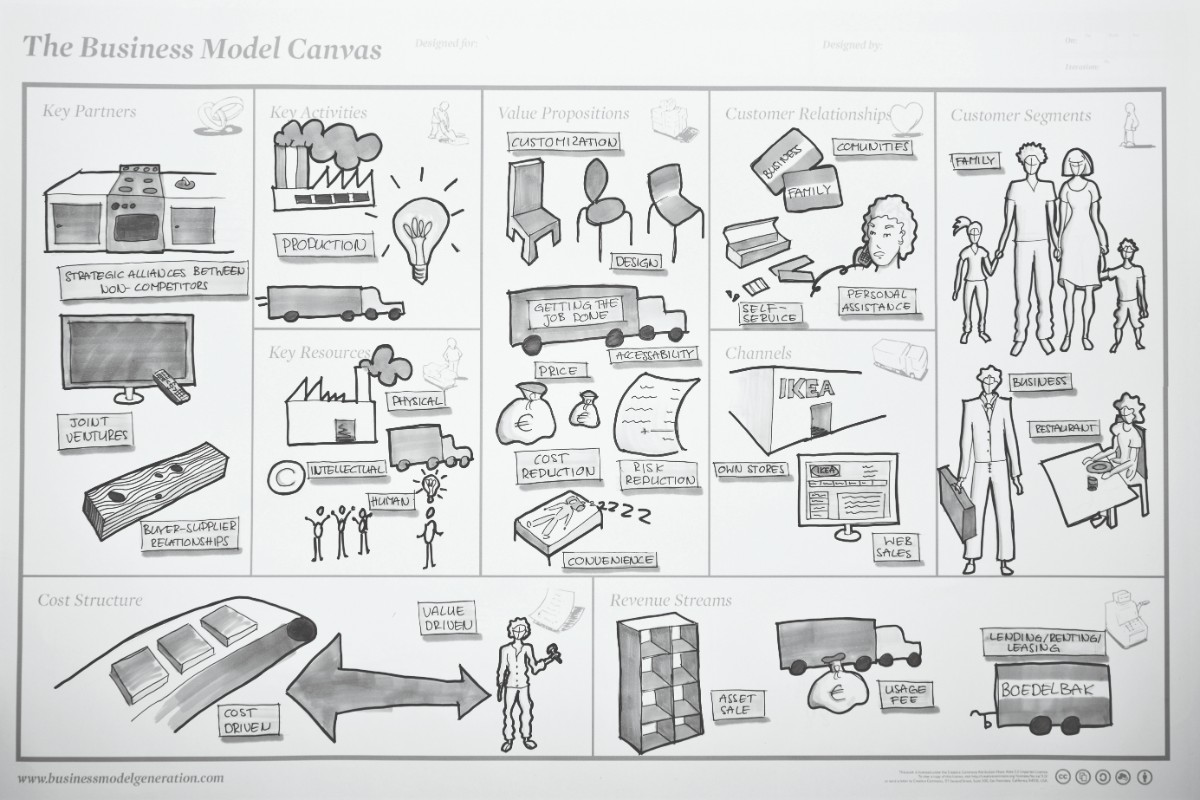 The Business Model Canvas
Designed for:
Designed by:
Key Partners
STRATEGIC ALLIANCES BETWEEN
NON-COMPETITORS
JOINT
VENTURES
BUYER-SUPPLIER
RELATIONSHIPS
Key Activities
PRODUCTION
Key Resources
PHYSICAL
©
INTELLECTUAL
HUMAN
Value Propositions
CUSTOMIZATION
DESIGN
GETTING THE
JOB DONE
ACCESSABILITY
PRICE
COST
REDUCTION
RISK
REDUCTION
ZZZZ
CONVENIENCE
Customer Relationships
BUSINESS
FAMILY
COMUNITIES
SELF-
SERVICE
PERSONAL
ASSISTANCE
Channels
IKEA
OWN STORES
IKEA
WEB
SALES
Customer Segments
FAMILY
BUSINESS
RESTAURANT
Cost Structure
COST
DRIVEN
VALUE
DRIVEN
Revenue Streams
ASSET
SALE
€
USAGE
FEE
LENDING/RENTING/
LEASING
BOEDELBAK
www.businessmodelgeneration.com